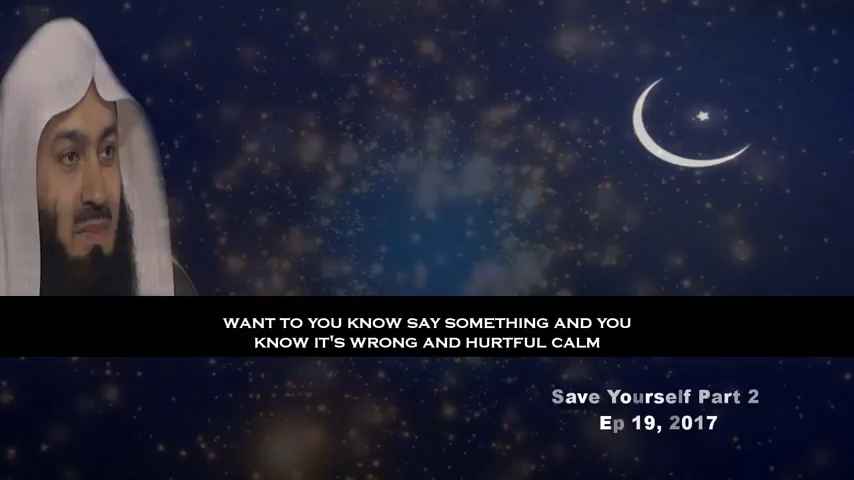 WANT TO YOU KNOW SAY SOMETHING AND YOU
KNOW IT'S WRONG AND HURTFUL CALM
Save Yourself Part 2
Ep 19, 2017